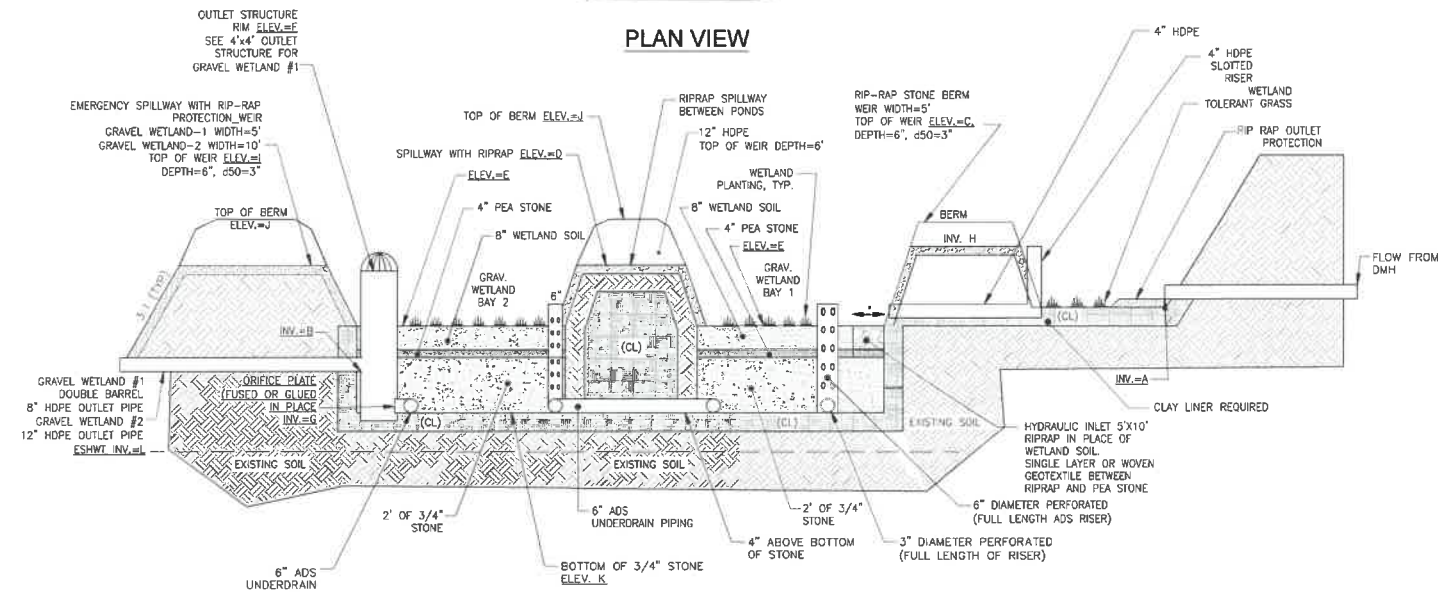 PLAN VIEW
OUTLET STRUCTURE
RIM ELEV.=F
SEE 4'x4' OUTLET
STRUCTURE FOR
GRAVEL WETLAND #1
EMERGENCY SPILLWAY WITH RIP-RAP
PROTECTION_WEIR
GRAVEL WETLAND-1 WIDTH=5'
GRAVEL WETLAND-2 WIDTH=10'
TOP OF WEIR ELEV.=I
DEPTH=6", d50=3"
TOP OF BERM
ELEV.=J
3:1 (TYP)
TOP OF BERM ELEV.=J
SPILLWAY WITH RIPRAP ELEV.=D
ELEV.=E
4" PEA STONE
8" WETLAND SOIL
GRAV.
WETLAND
BAY 2
6"
RIPRAP SPILLWAY
BETWEEN PONDS
12" HDPE
TOP OF WEIR DEPTH=6'
WETLAND
PLANTING, TYP.
8" WETLAND SOIL
4" PEA STONE
ELEV.=E
GRAV.
WETLAND
BAY 1
RIP-RAP STONE BERM
WEIR WIDTH=5'
TOP OF WEIR ELEV.=C,
DEPTH=6", d50=3"
BERM
INV. H
4" HDPE
4" HDPE
SLOTTED
RISER
WETLAND
TOLERANT GRASS
RIP RAP OUTLET
PROTECTION
FLOW FROM
DMH
(CL)
(CL)
INV.=B
INV.=A
CLAY LINER REQUIRED
GRAVEL WETLAND #1
DOUBLE BARREL
8" HDPE OUTLET PIPE
GRAVEL WETLAND #2
12" HDPE OUTLET PIPE
ESHWT INV.=L
ORIFICE PLATE
(FUSED OR GLUED
IN PLACE
INV.=G
(CL)
(CL)
EXISTING SOIL
EXISTING SOIL
EXISTING SOIL
HYDRAULIC INLET 5'X10'
RIPRAP IN PLACE OF
WETLAND SOIL.
SINGLE LAYER OR WOVEN
GEOTEXTILE BETWEEN
RIPRAP AND PEA STONE
2' OF 3/4"
STONE
6" ADS
UNDERDRAIN PIPING
2' OF 3/4"
STONE
6" DIAMETER PERFORATED
(FULL LENGTH ADS RISER)
4" ABOVE BOTTOM
OF STONE
3" DIAMETER PERFORATED
(FULL LENGTH OF RISER)
6" ADS
UNDERDRAIN
BOTTOM OF 3/4" STONE
ELEV. K